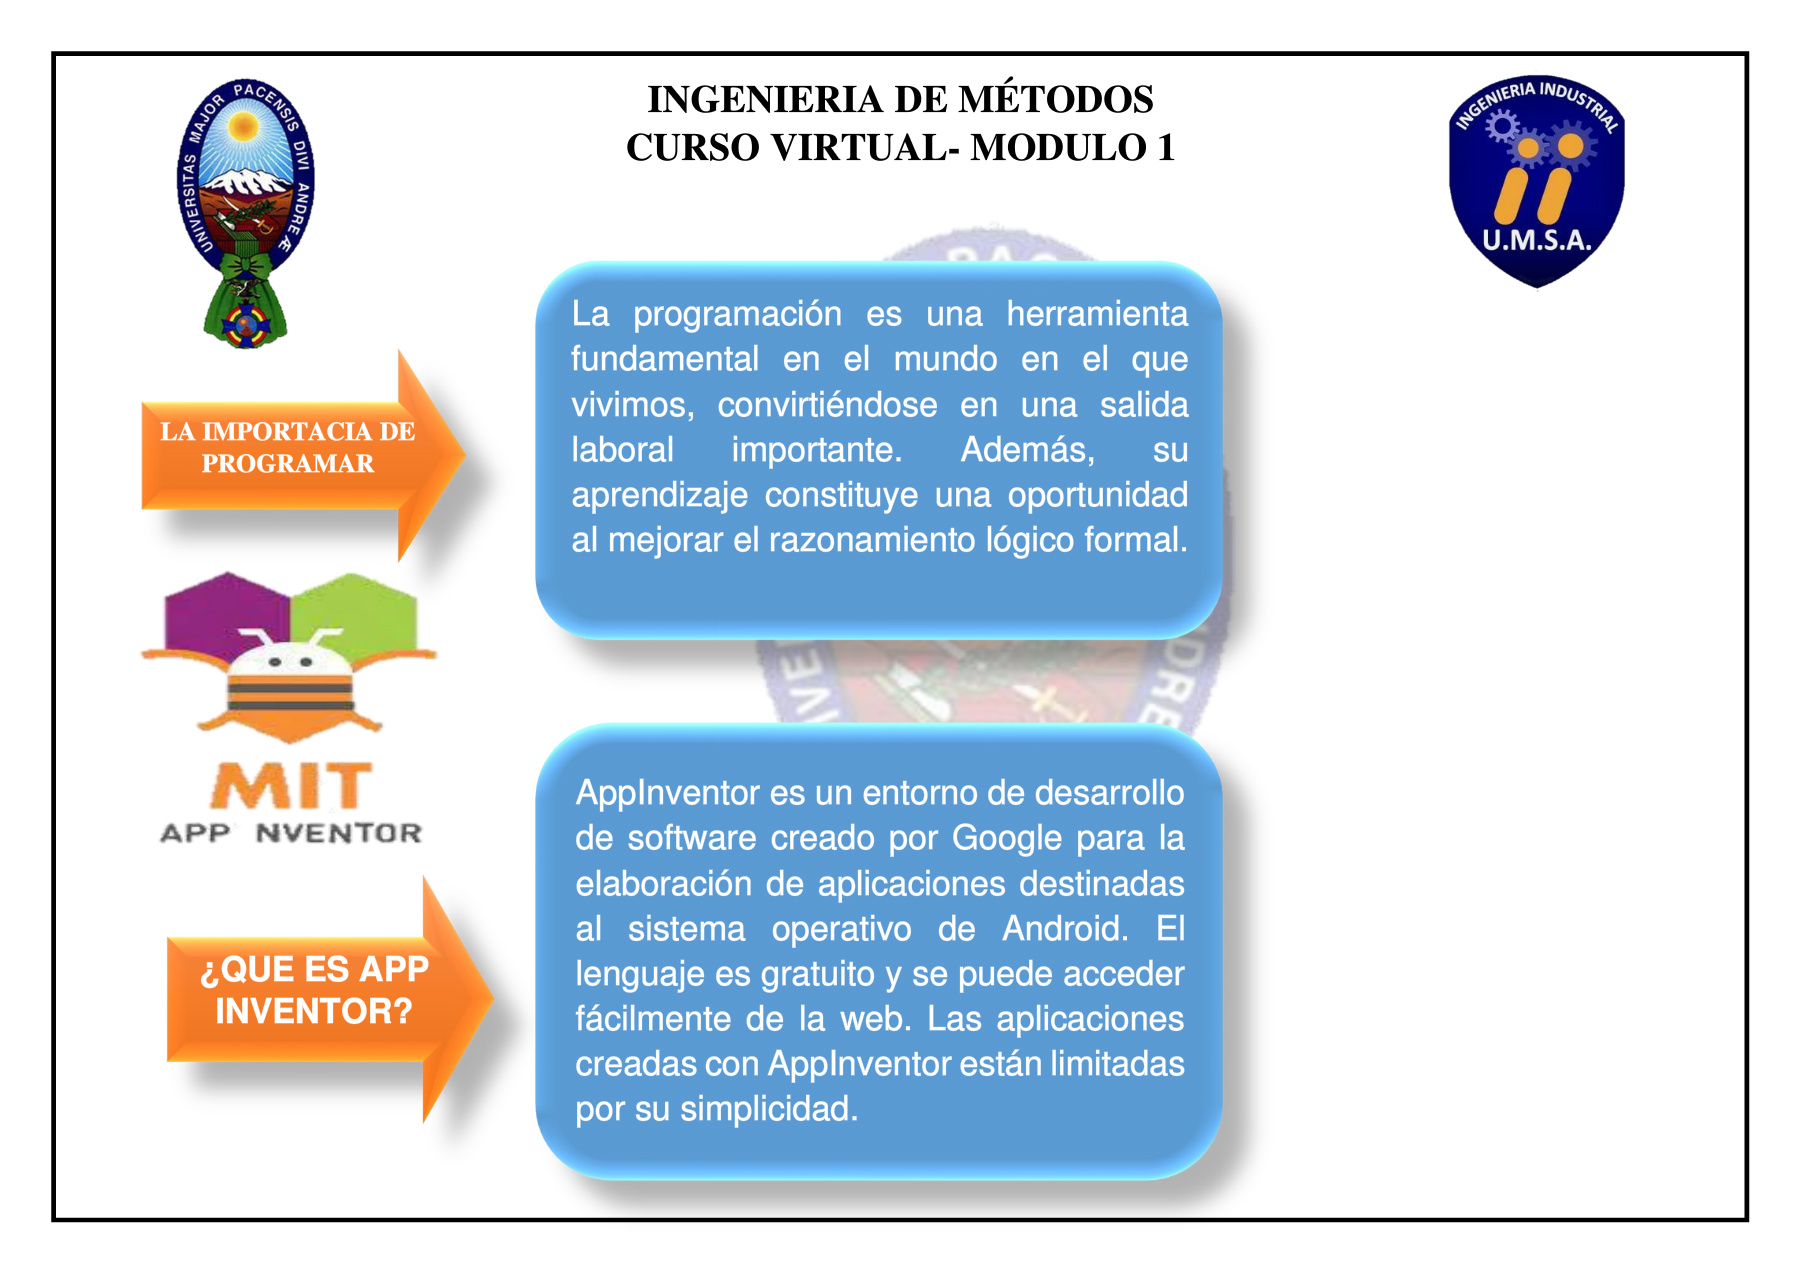 UNIVERSITAS MAJOR PACENSIS DIVI ANDREÆ
INGENIERIA DE MÉTODOS
CURSO VIRTUAL- MODULO 1
INGENIERIA INDUSTRIAL
U.M.S.A.
LA IMPORTACIA DE
PROGRAMAR
La programación es una herramienta
fundamental en el mundo en el que
vivimos, convirtiéndose en una salida
laboral importante. Además, su
aprendizaje constituye una oportunidad
al mejorar el razonamiento lógico formal.
MIT
APP NVENTOR
¿QUE ES APP
INVENTOR?
AppInventor es un entorno de desarrollo
de software creado por Google para la
elaboración de aplicaciones destinadas
al sistema operativo de Android. El
lenguaje es gratuito y se puede acceder
fácilmente de la web. Las aplicaciones
creadas con AppInventor están limitadas
por su simplicidad.